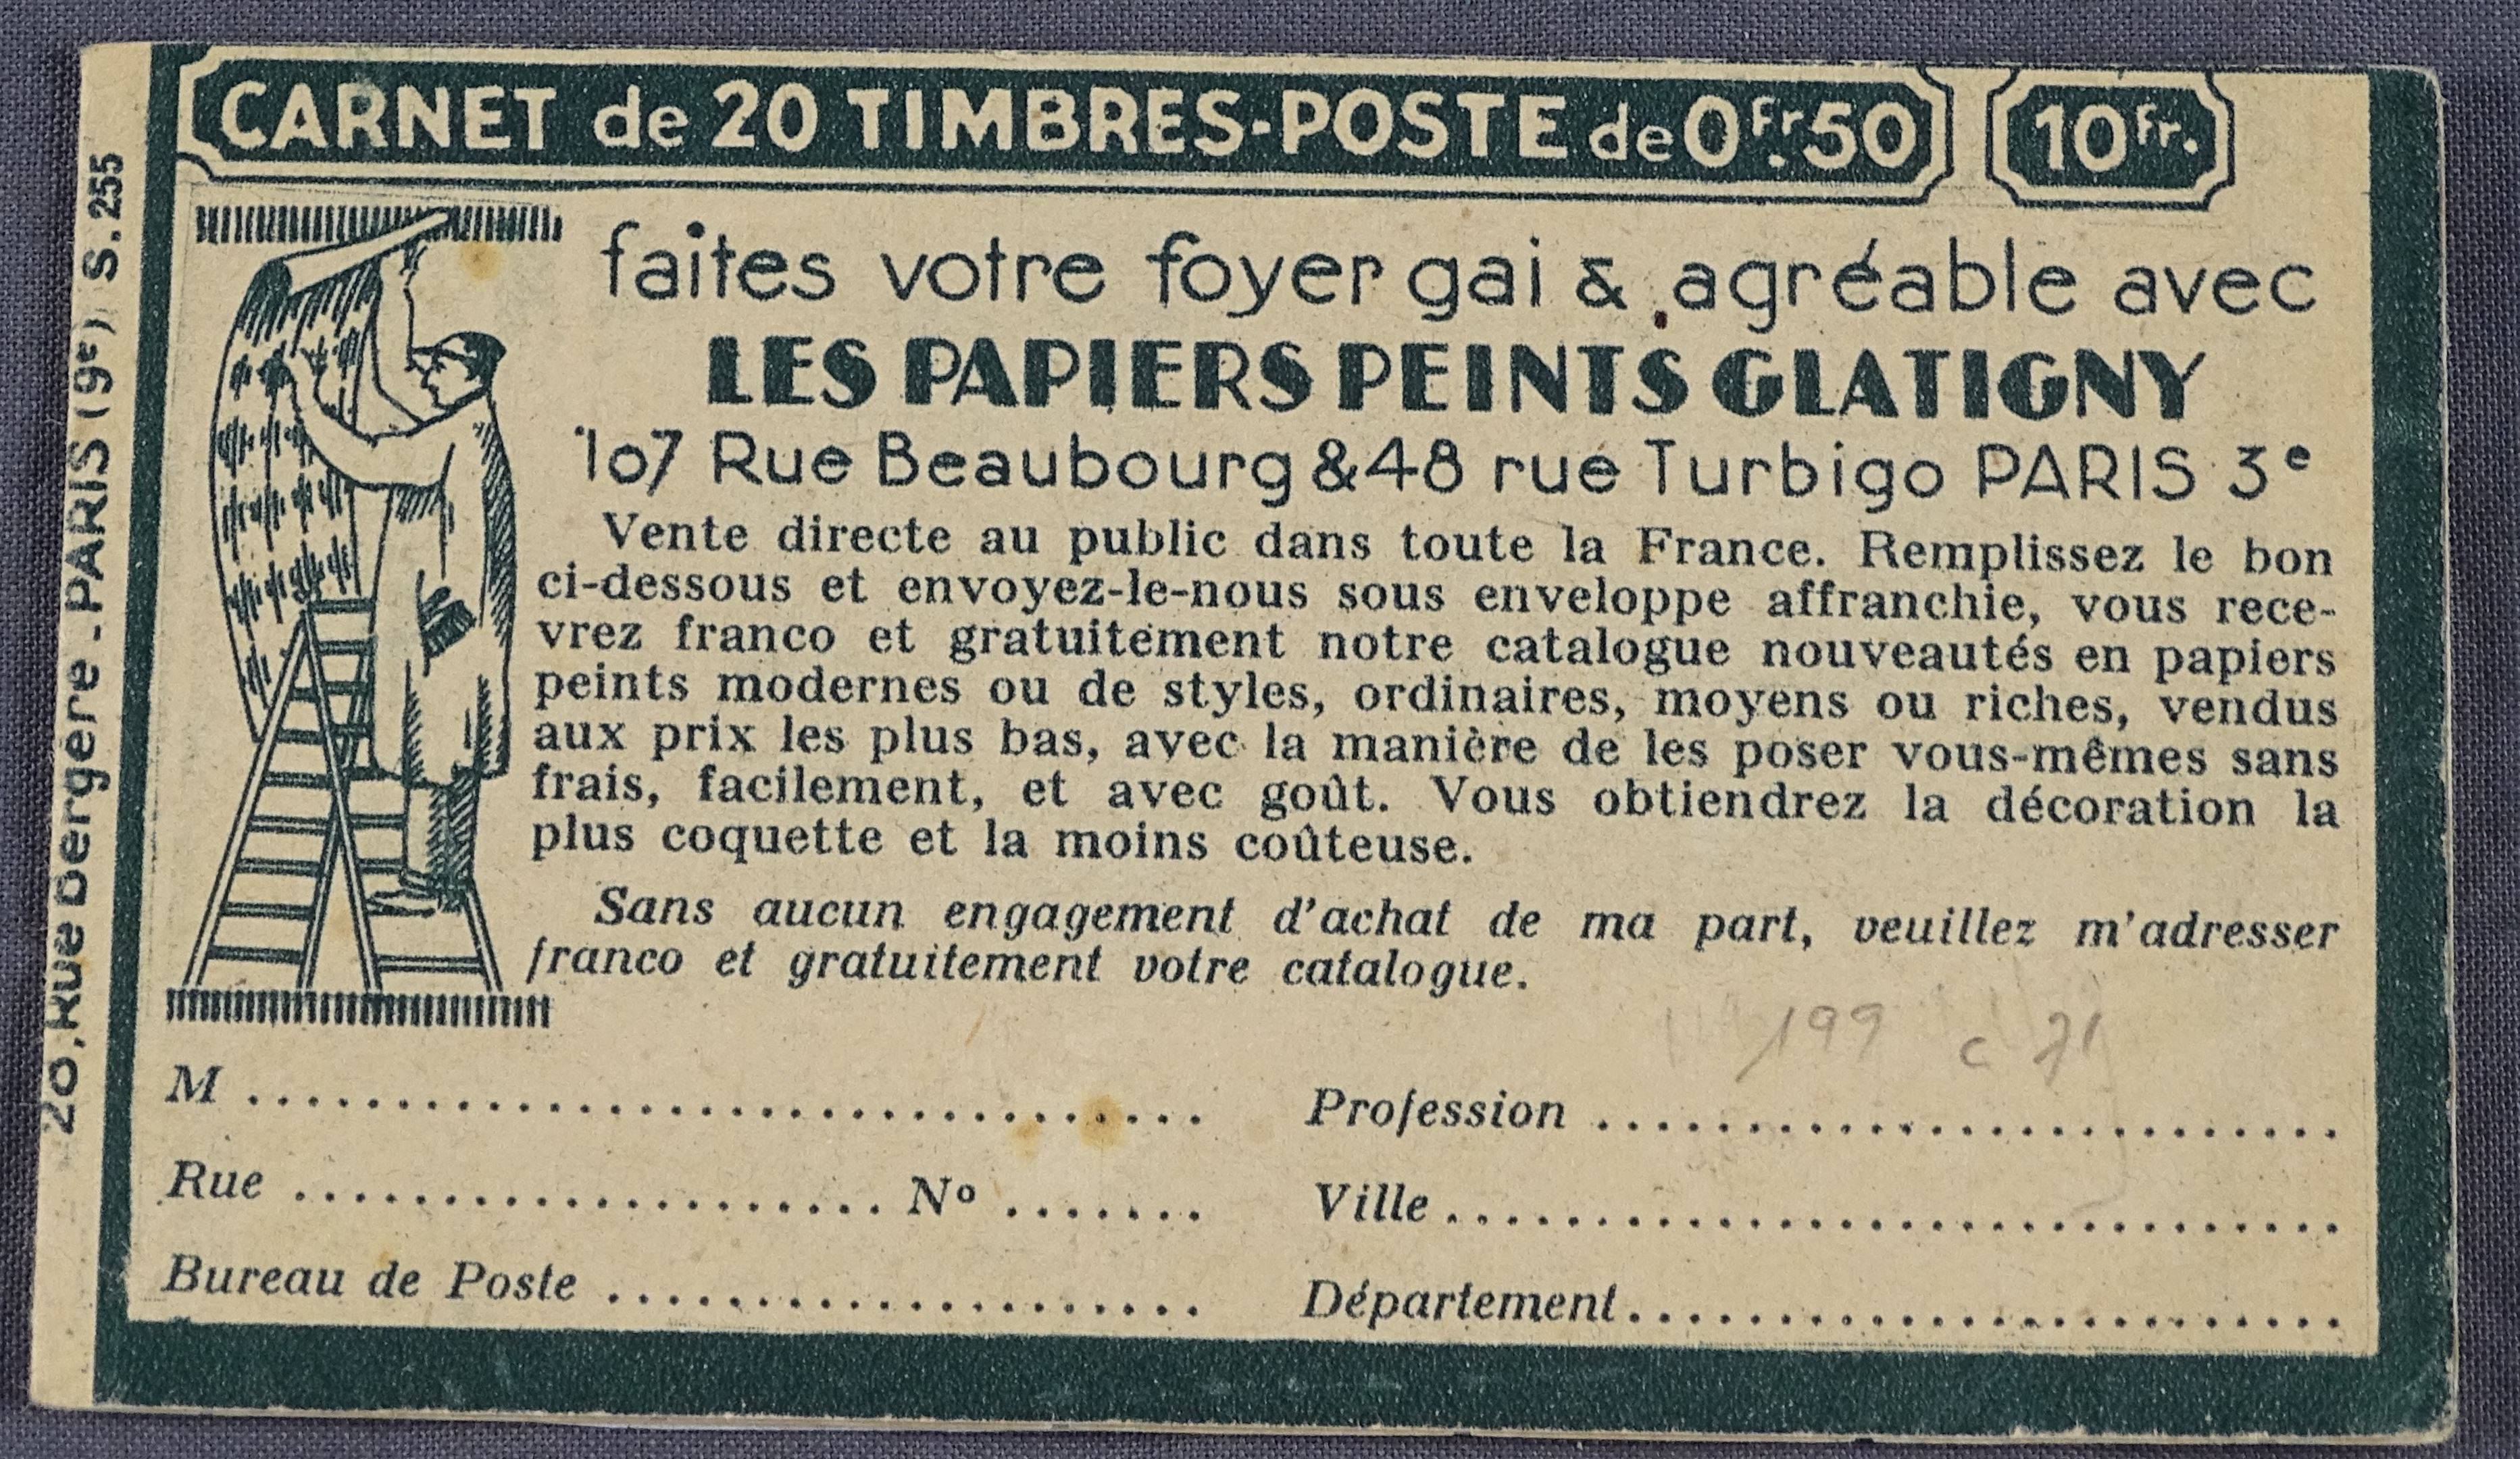 CARNET de 20 TIMBRES-POSTE de 0Fr.50 10Fr.
faites votre foyer gai & agréable avec
LES PAPIERS PEINTS GLATIGNY
107 Rue Beaubourg & 48 rue Turbigo PARIS 3e
Vente directe au public dans toute la France. Remplissez le bon
ci-dessous et envoyez-le-nous sous enveloppe affranchie, vous rece-
vrez franco et gratuitement notre catalogue nouveautés en papiers
peints modernes ou de styles, ordinaires, moyens ou riches, vendus
aux prix les plus bas, avec la manière de les poser vous-mêmes sans
frais, facilement, et avec goût. Vous obtiendrez la décoration la
plus coquette et la moins coûteuse.
Sans aucun engagement d'achat de ma part, veuillez m'adresser
franco et gratuitement votre catalogue.
199 c 71
M .................................. Profession ..........................
Rue .................... No ....... Ville ...............................
Bureau de Poste .................... Département ........................
20, Rue Bergère - PARIS (9e) S. 255